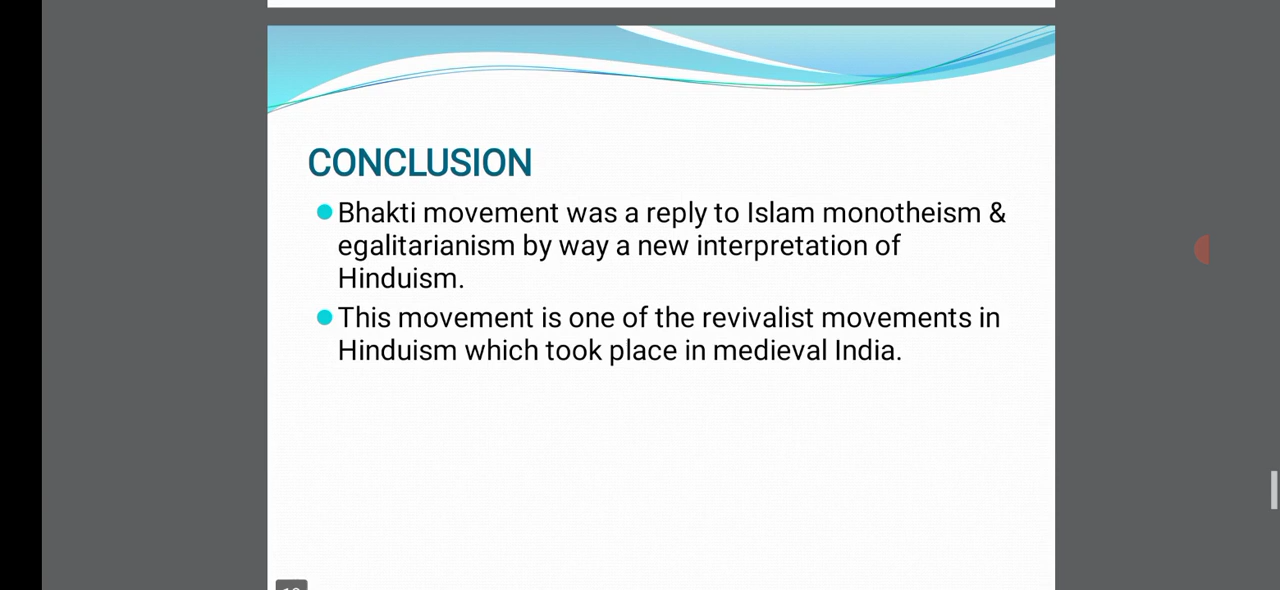 CONCLUSION
Bhakti movement was a reply to Islam monotheism &
egalitarianism by way a new interpretation of
Hinduism.
This movement is one of the revivalist movements in
Hinduism which took place in medieval India.